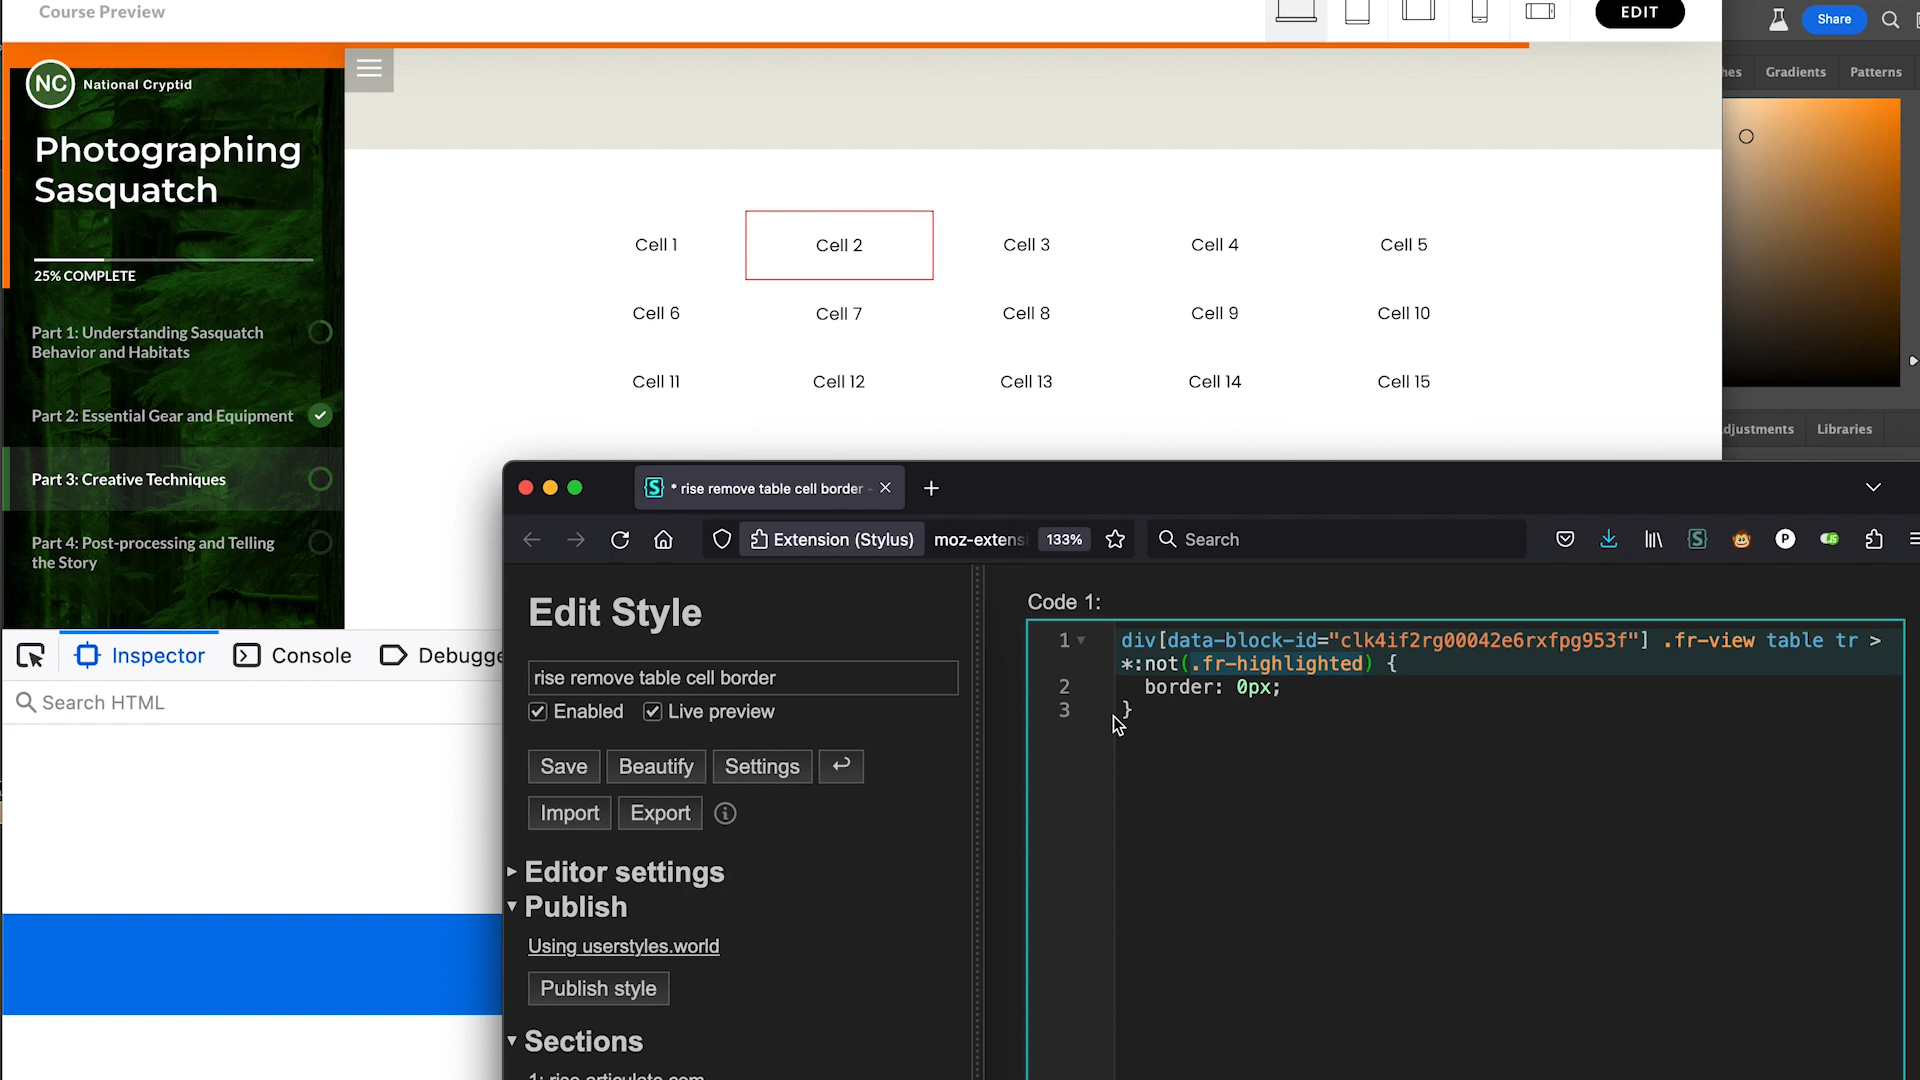 Course Preview
EDIT
Share
Gradients
Patterns
NC
National Cryptid
Photographing
Sasquatch
25% COMPLETE
Part 1: Understanding Sasquatch
Behavior and Habitats
Part 2: Essential Gear and Equipment
Part 3: Creative Techniques
Part 4: Post-processing and Telling
the Story
Cell 1 Cell 2 Cell 3 Cell 4 Cell 5
Cell 6 Cell 7 Cell 8 Cell 9 Cell 10
Cell 11 Cell 12 Cell 13 Cell 14 Cell 15
Libraries
Inspector Console Debugge
Search HTML
* rise remove table cell border -
Extension (Stylus) moz-extens 133% Search
Edit Style
rise remove table cell border
Enabled Live preview
Save Beautify Settings
Import Export
Editor settings
Publish
Using userstyles.world
Publish style
Sections
1: rise.articulate.com
Code 1:
1 div[data-block-id="clk4if2rg00042e6rxfpg953f"] .fr-view table tr >
*:not(.fr-highlighted) {
2 border: 0px;
3 }